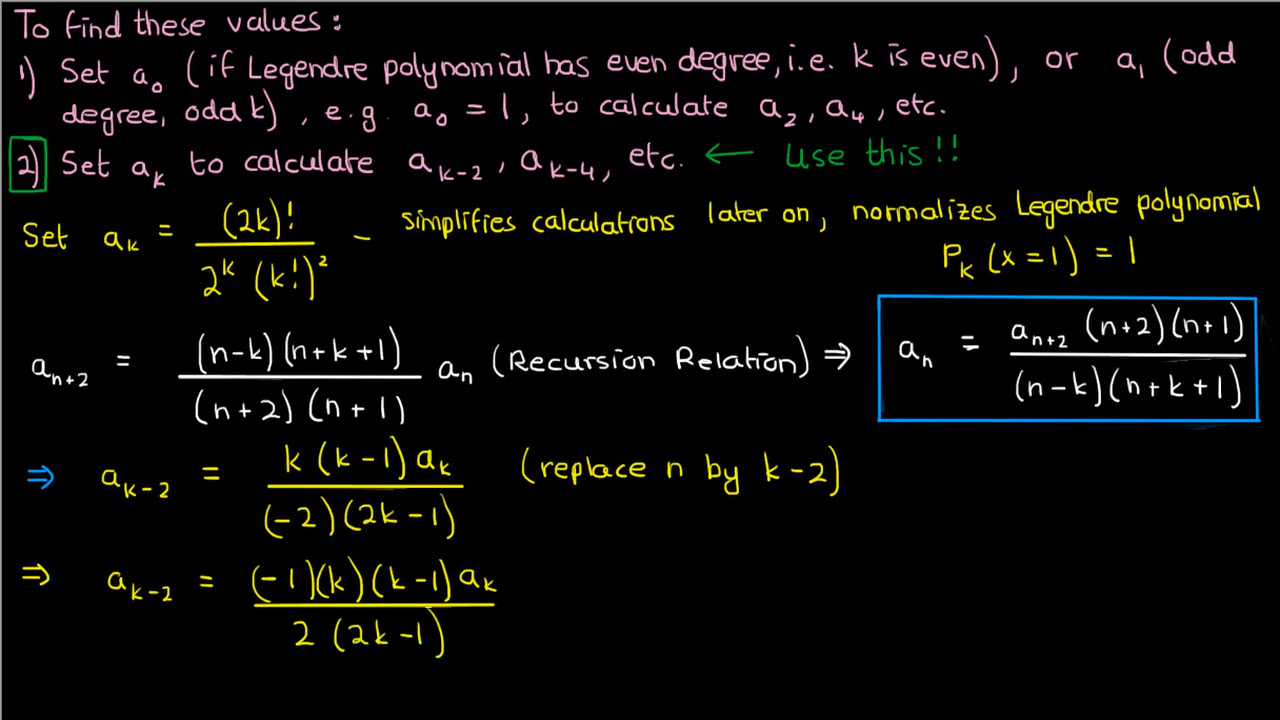 To find these values:
1) Set a₀ (if Legendre polynomial has even degree, i.e. k is even), or a₁ (odd
degree, odd k), e.g. a₀ = 1, to calculate a₂, a₄, etc.
2) Set aₖ to calculate aₖ₋₂, aₖ₋₄, etc. ← Use this!!
Set aₖ = (2k)! / 2ᵏ (k!)² – simplifies calculations later on, normalizes Legendre polynomial
Pₖ (x=1) = 1
aₙ₊₂ = (n-k)(n+k+1) / (n+2)(n+1) aₙ (Recursion Relation) ⇒ aₙ = aₙ₊₂ (n+2)(n+1) / (n-k)(n+k+1)
⇒ aₖ₋₂ = k(k-1)aₖ / (-2)(2k-1) (replace n by k-2)
⇒ aₖ₋₂ = (-1)(k)(k-1)aₖ / 2(2k-1)